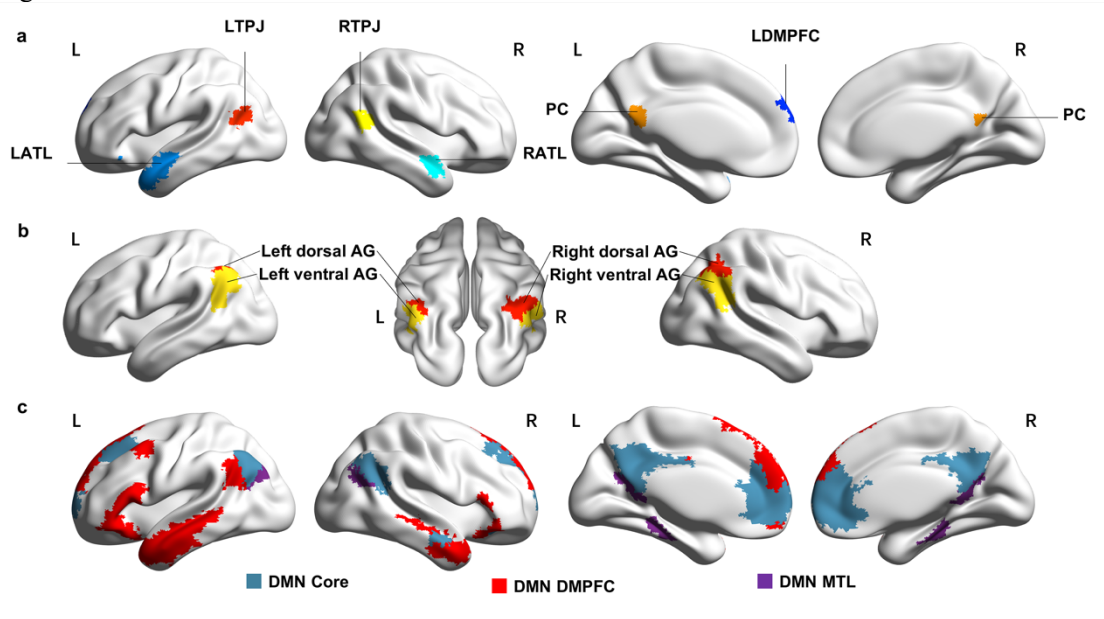 a
LTPJ
RTPJ
LDMPFC
L
R
L
R
PC
PC
LATL
RATL
b
L
Left dorsal AG
Left ventral AG
Right dorsal AG
Right ventral AG
R
L
R
c
L
R
L
R
DMN Core
DMN DMPFC
DMN MTL